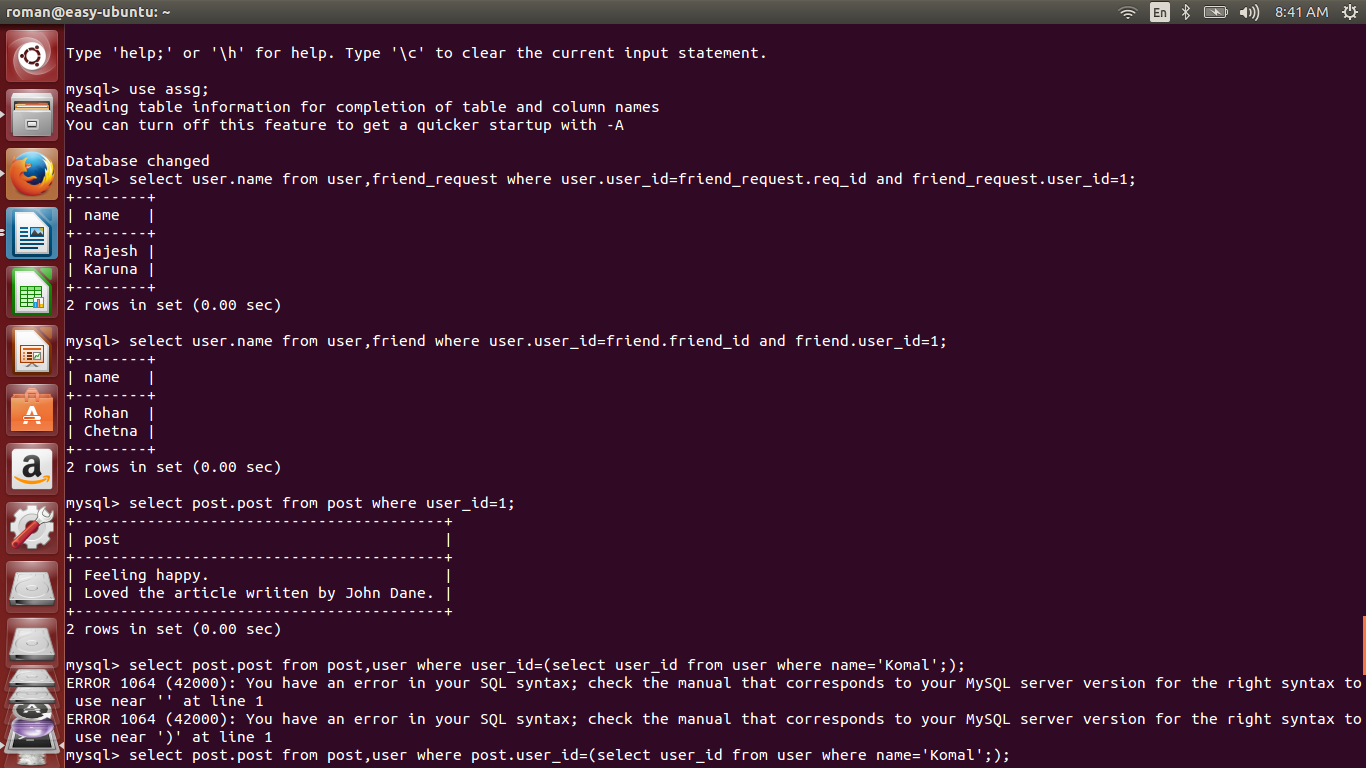 roman@easy-ubuntu: ~
En
8:41 AM
Type 'help;' or '\h' for help. Type '\c' to clear the current input statement.
mysql> use assg;
Reading table information for completion of table and column names
You can turn off this feature to get a quicker startup with -A
Database changed
mysql> select user.name from user,friend_request where user.user_id=friend_request.req_id and friend_request.user_id=1;
+--------+
| name   |
+--------+
| Rajesh |
| Karuna |
+--------+
2 rows in set (0.00 sec)
mysql> select user.name from user,friend where user.user_id=friend.friend_id and friend.user_id=1;
+--------+
| name   |
+--------+
| Rohan  |
| Chetna |
+--------+
2 rows in set (0.00 sec)
mysql> select post.post from post where user_id=1;
+-----------------------------------------+
| post                                    |
+-----------------------------------------+
| Feeling happy.                          |
| Loved the article wriiten by John Dane. |
+-----------------------------------------+
2 rows in set (0.00 sec)
mysql> select post.post from post,user where user_id=(select user_id from user where name='Komal';);
ERROR 1064 (42000): You have an error in your SQL syntax; check the manual that corresponds to your MySQL server version for the right syntax to
 use near '' at line 1
ERROR 1064 (42000): You have an error in your SQL syntax; check the manual that corresponds to your MySQL server version for the right syntax to
 use near ')' at line 1
mysql> select post.post from post,user where post.user_id=(select user_id from user where name='Komal';);